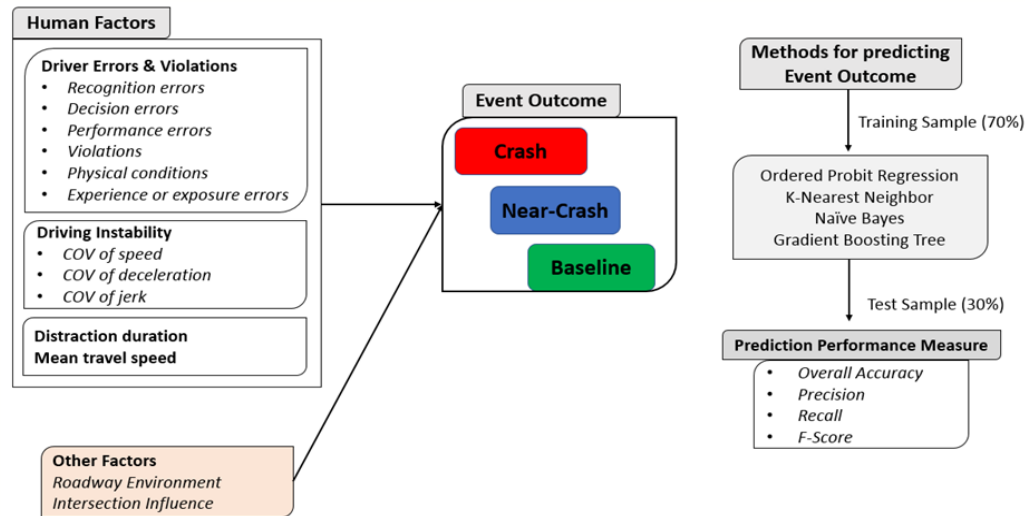 Human Factors
Driver Errors & Violations
• Recognition errors
• Decision errors
• Performance errors
• Violations
• Physical conditions
• Experience or exposure errors
Driving Instability
• COV of speed
• COV of deceleration
• COV of jerk
Distraction duration
Mean travel speed
Other Factors
Roadway Environment
Intersection Influence
Event Outcome
Crash
Near-Crash
Baseline
Methods for predicting
Event Outcome
Training Sample (70%)
Ordered Probit Regression
K-Nearest Neighbor
Naïve Bayes
Gradient Boosting Tree
Test Sample (30%)
Prediction Performance Measure
• Overall Accuracy
• Precision
• Recall
• F-Score